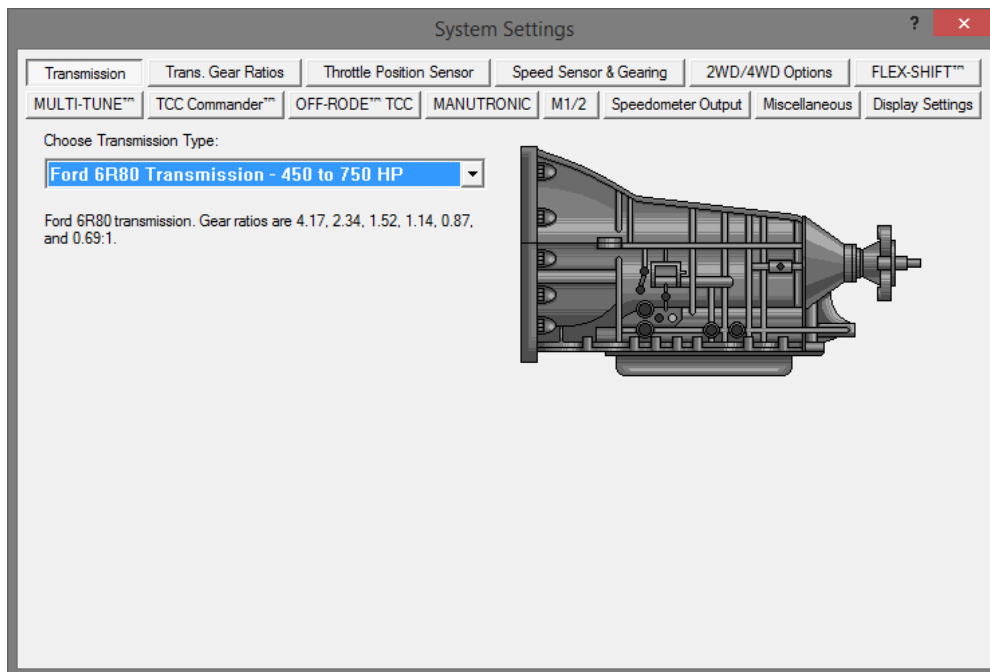 System Settings
?
×
Transmission
Trans. Gear Ratios
Throttle Position Sensor
Speed Sensor & Gearing
2WD/4WD Options
FLEX-SHIFT™
MULTI-TUNE™
TCC Commander™
OFF-RODE™ TCC
MANUTRONIC
M1/2
Speedometer Output
Miscellaneous
Display Settings
Choose Transmission Type:
Ford 6R80 Transmission - 450 to 750 HP
Ford 6R80 transmission. Gear ratios are 4.17, 2.34, 1.52, 1.14, 0.87,
and 0.69:1.